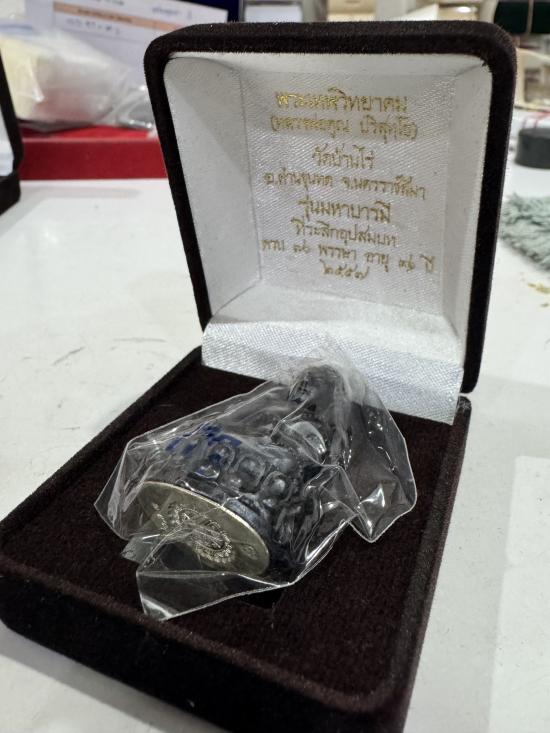 พระเทพวิทยาคม
(หลวงพ่อคูณ ปริสุทฺโธ)
วัดบ้านไร่
อ.ด่านขุนทด จ.นครราชสีมา
รุ่นมหาบารมี
ที่ระลึกอุปสมบท
ครบ ๗๐ พรรษา อายุ ๙๑ ปี
๒๕๕๗